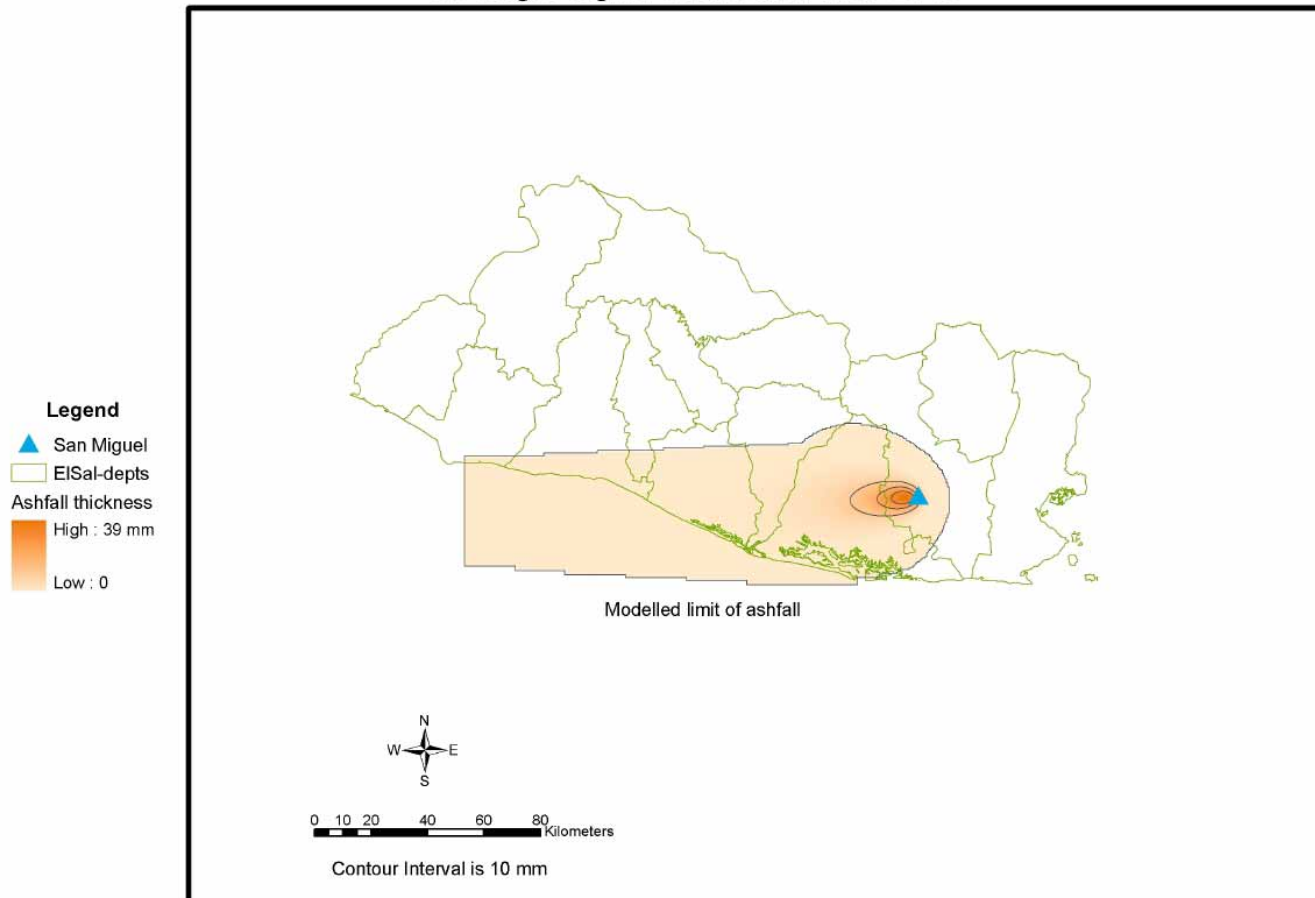 Legend
San Miguel
ElSal-depts
Ashfall thickness
High : 39 mm
Low : 0
Modelled limit of ashfall
N
W E
S
0 10 20 40 60 80
Kilometers
Contour Interval is 10 mm